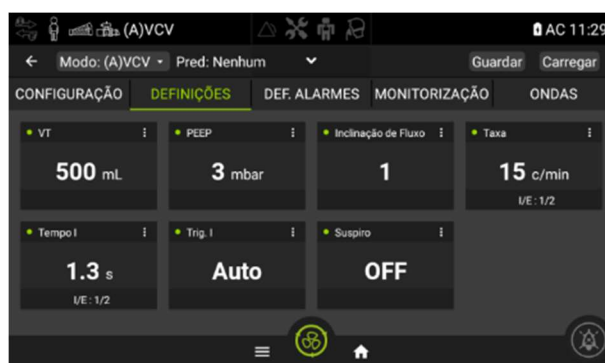 (A)VCV AC 11:29
Modo: (A)VCV Pred: Nenhum Guardar Carregar
CONFIGURAÇÃO DEFINIÇÕES DEF. ALARMES MONITORIZAÇÃO ONDAS
VT PEEP Inclinação de Fluxo Taxa
500 mL 3 mbar 1 15 c/min
I/E : 1/2
Tempo I Trig. I Suspiro
1.3 s Auto OFF
I/E : 1/2